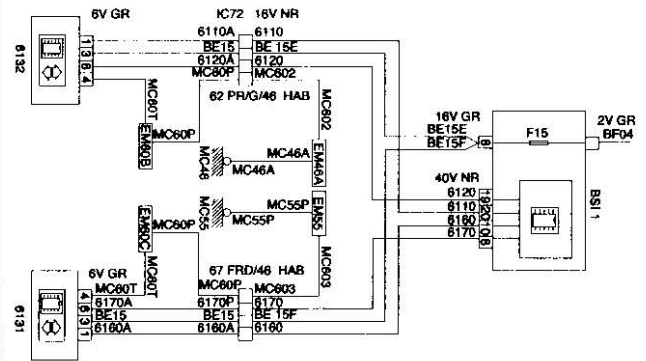 6V GR
IC72 16V NR
6132
1
3
6
4
6110A 6110
BE15 BE 15E
6120A 6120
MC60P MC602
MC60T
62 PR/G/46 HAB
MC602
EM60B
MC60P
MC46
MC46A
MC46A
EM46A
16V GR
BE15E
BE15F
8
F15
2V GR
BF04
40V NR
6120
6110
6160
6170
19
20
10
8
BSI 1
EM60C
MC60P
MC55
MC55P
MC55P
EM55
MC60T
67 FRD/46 HAB
MC603
6V GR
MC60T
MC60P MC603
4
6
3
1
6170A 6170P 6170
BE15 BE15 BE 15F
6160A 6160A 6160
6131